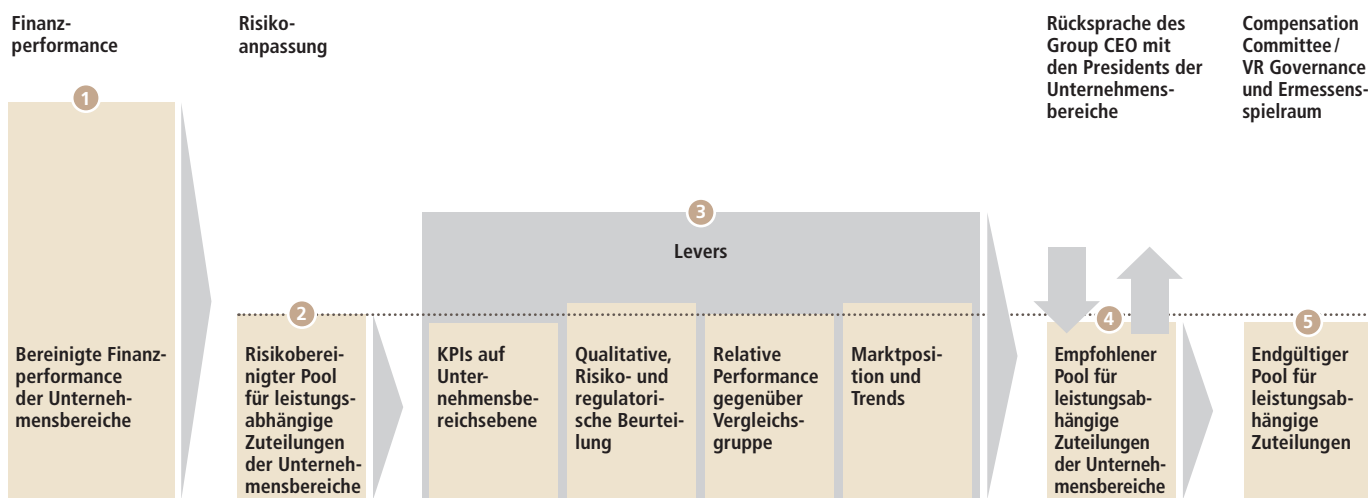 Finanz-
performance
Risiko-
anpassung
Rücksprache des
Group CEO mit
den Presidents der
Unternehmens-
bereiche
Compensation
Committee /
VR Governance
und Ermessens-
spielraum
1
Bereinigte Finanz-
performance
der Unterneh-
mensbereiche
2
Risikoberei-
nigter Pool
für leistungs-
abhängige
Zuteilungen
der Unterneh-
mensbereiche
3
Levers
KPIs auf
Unter-
nehmensbe-
reichsebene
Qualitative,
Risiko- und
regulatori-
sche Beurtei-
lung
Relative
Performance
gegenüber
Vergleichs-
gruppe
Marktposi-
tion und
Trends
4
Empfohlener
Pool für
leistungsab-
hängige
Zuteilungen
der Unterneh-
mensbereiche
5
Endgültiger
Pool für
leistungsab-
hängige
Zuteilungen